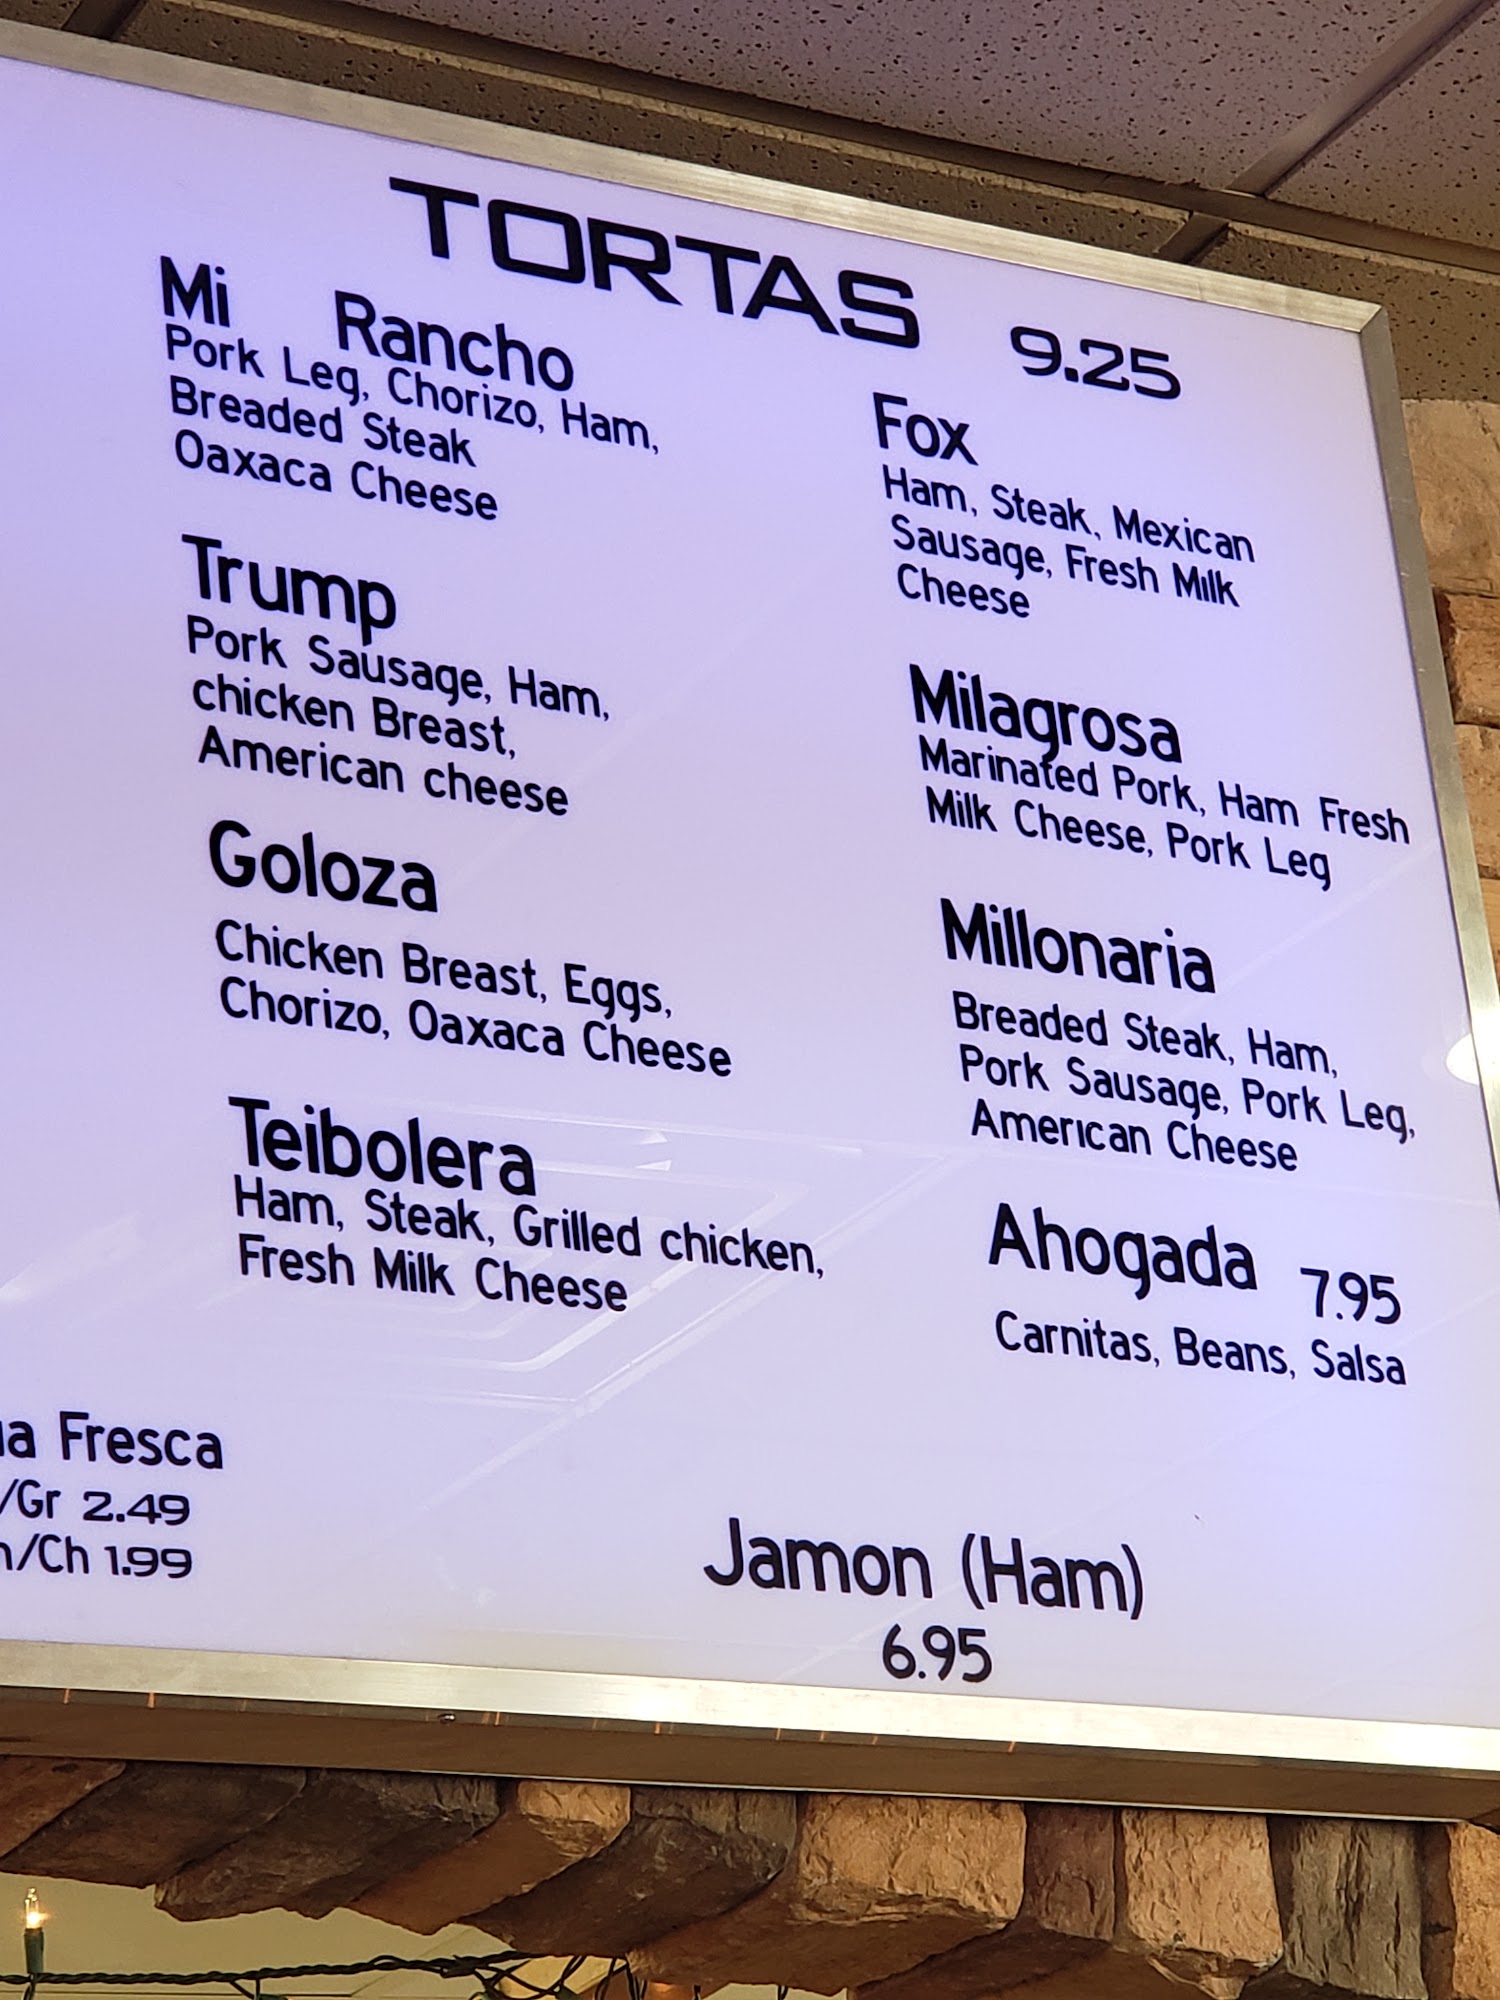 TORTAS 9.25
Mi Rancho
Pork Leg, Chorizo, Ham,
Breaded Steak
Oaxaca Cheese
Trump
Pork Sausage, Ham,
chicken Breast,
American cheese
Goloza
Chicken Breast, Eggs,
Chorizo, Oaxaca Cheese
Teibolera
Ham, Steak, Grilled chicken,
Fresh Milk Cheese
Fox
Ham, Steak, Mexican
Sausage, Fresh Milk
Cheese
Milagrosa
Marinated Pork, Ham Fresh
Milk Cheese, Pork Leg
Millonaria
Breaded Steak, Ham,
Pork Sausage, Pork Leg,
American Cheese
Ahogada 7.95
Carnitas, Beans, Salsa
Fresca
/Gr 2.49
/Ch 1.99
Jamon (Ham)
6.95